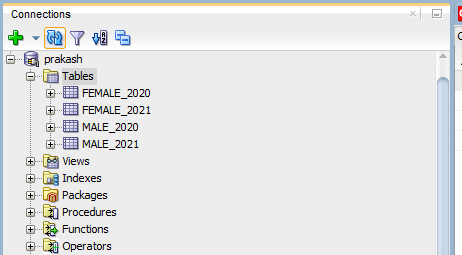 Connections
prakash
Tables
FEMALE_2020
FEMALE_2021
MALE_2020
MALE_2021
Views
Indexes
Packages
Procedures
Functions
Operators